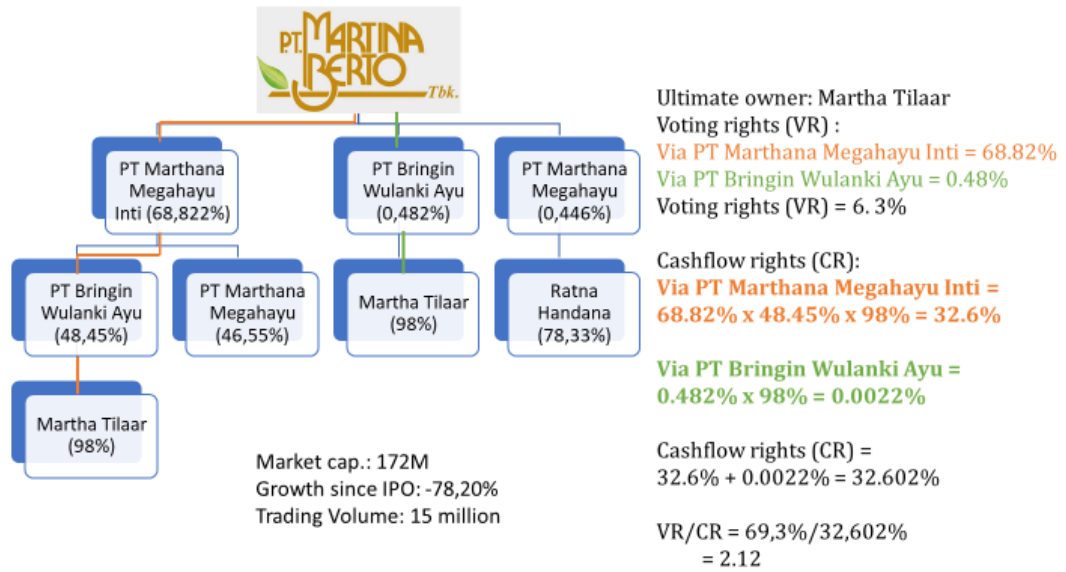 P.T. MARTINA
BERTO
Tbk.
PT Marthana
Megahayu
Inti (68,822%)
PT Bringin
Wulanki Ayu
(0,482%)
PT Marthana
Megahayu
(0,446%)
PT Bringin
Wulanki Ayu
(48,45%)
PT Marthana
Megahayu
(46,55%)
Martha Tilaar
(98%)
Ratna
Handana
(78,33%)
Martha Tilaar
(98%)
Market cap.: 172M
Growth since IPO: -78,20%
Trading Volume: 15 million
Ultimate owner: Martha Tilaar
Voting rights (VR) :
Via PT Marthana Megahayu Inti = 68.82%
Via PT Bringin Wulanki Ayu = 0.48%
Voting rights (VR) = 6. 3%
Cashflow rights (CR):
Via PT Marthana Megahayu Inti =
68.82% x 48.45% x 98% = 32.6%
Via PT Bringin Wulanki Ayu =
0.482% x 98% = 0.0022%
Cashflow rights (CR) =
32.6% + 0.0022% = 32.602%
VR/CR = 69,3%/32,602%
= 2.12